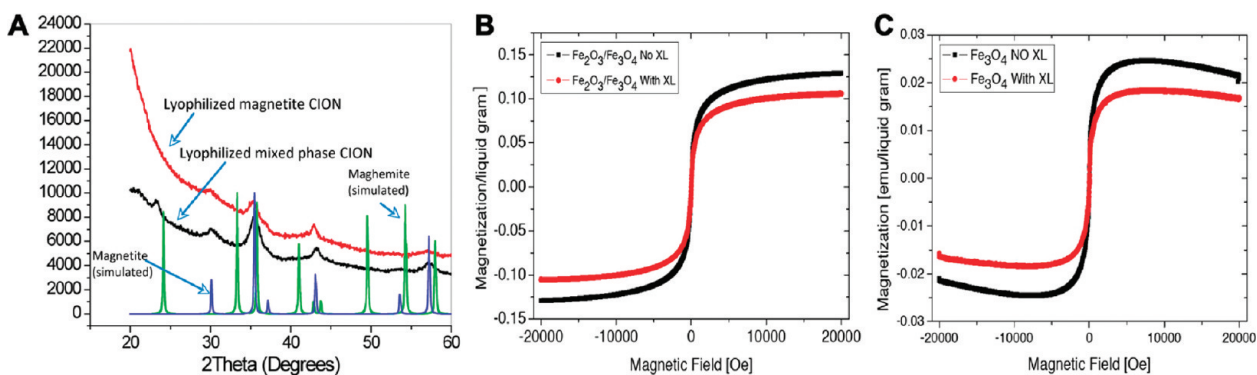 A
24000
22000
20000
18000
16000
14000
12000
10000
8000
6000
4000
2000
0
Lyophilized magnetite CION
Lyophilized mixed phase CION
Maghemite
(simulated)
Magnetite
(simulated)
20 30 40 50 60
2Theta (Degrees)
B
Magnetization/liquid gram]
0.15
0.10
0.05
0.00
-0.05
-0.10
-0.15
Fe2O3/Fe3O4 No XL
Fe2O3/Fe3O4 With XL
-20000 -10000 0 10000 20000
Magnetic Field [Oe]
C
Magnetization [emu/liquid gram]
0.03
0.02
0.01
0.00
-0.01
-0.02
-0.03
Fe3O4 NO XL
Fe3O4 With XL
-20000 -10000 0 10000 20000
Magnetic Field [Oe]